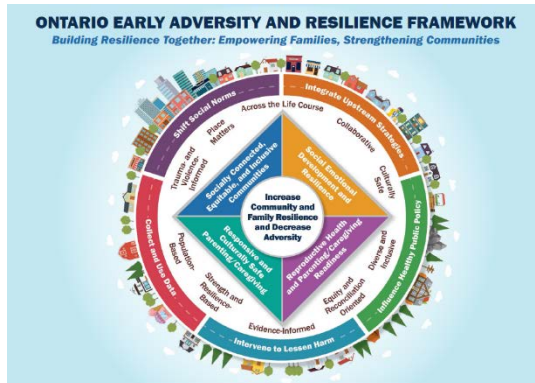 ONTARIO EARLY ADVERSITY AND RESILIENCE FRAMEWORK
Building Resilience Together: Empowering Families, Strengthening Communities
Shift Social Norms
Integrate Upstream Strategies
Influence Healthy Public Policy
Intervene to Lessen Harm
Collect and Use Data
Across the Life Course
Collaborative
Culturally
Safe
Diverse and
Inclusive
Equity and
Reconciliation
Oriented
Evidence-Informed
Strength and
Resilience-
Based
Population-
Based
Trauma- and
Violence-
Informed
Place
Matters
Socially Connected,
Equitable, and Inclusive
Communities
Social Emotional
Development and
Resilience
Reproductive Health
and Parenting/Caregiving
Readiness
Responsive and
Culturally Safe
Parenting/Caregiving
Increase
Community and
Family Resilience
and Decrease
Adversity